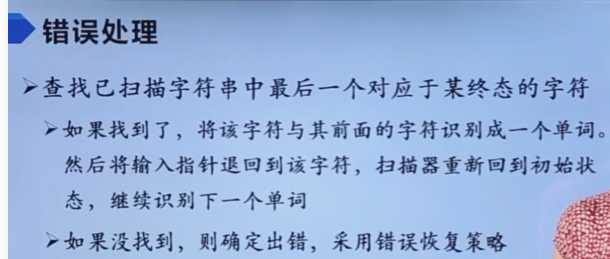 错误处理
➢查找已扫描字符串中最后一个对应于某终态的字符
➢如果找到了，将该字符与其前面的字符识别成一个单词。
然后将输入指针退回到该字符，扫描器重新回到初始状
态，继续识别下一个单词
➢如果没找到，则确定出错，采用错误恢复策略